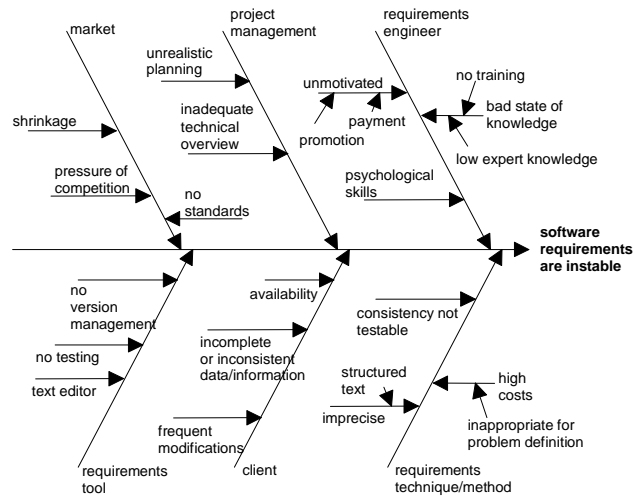 market
project
management
requirements
engineer
unrealistic
planning
unmotivated
no training
shrinkage
inadequate
technical
overview
payment
promotion
bad state of
knowledge
low expert knowledge
pressure of
competition
no
standards
psychological
skills
software
requirements
are instable
no
version
management
availability
consistency not
testable
no testing
incomplete
or inconsistent
data/information
text editor
structured
text
high
costs
imprecise
inappropriate for
problem definition
frequent
modifications
requirements
tool
client
requirements
technique/method